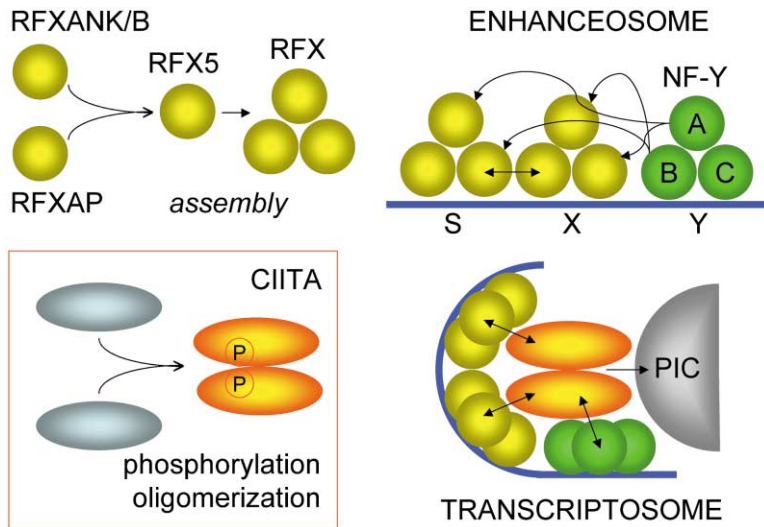 RFXANK/B
RFX5
RFX
RFXAP
assembly
ENHANCEOSOME
NF-Y
A
B
C
S
X
Y
CIITA
P
P
phosphorylation
oligomerization
PIC
TRANSCRIPTOSOME